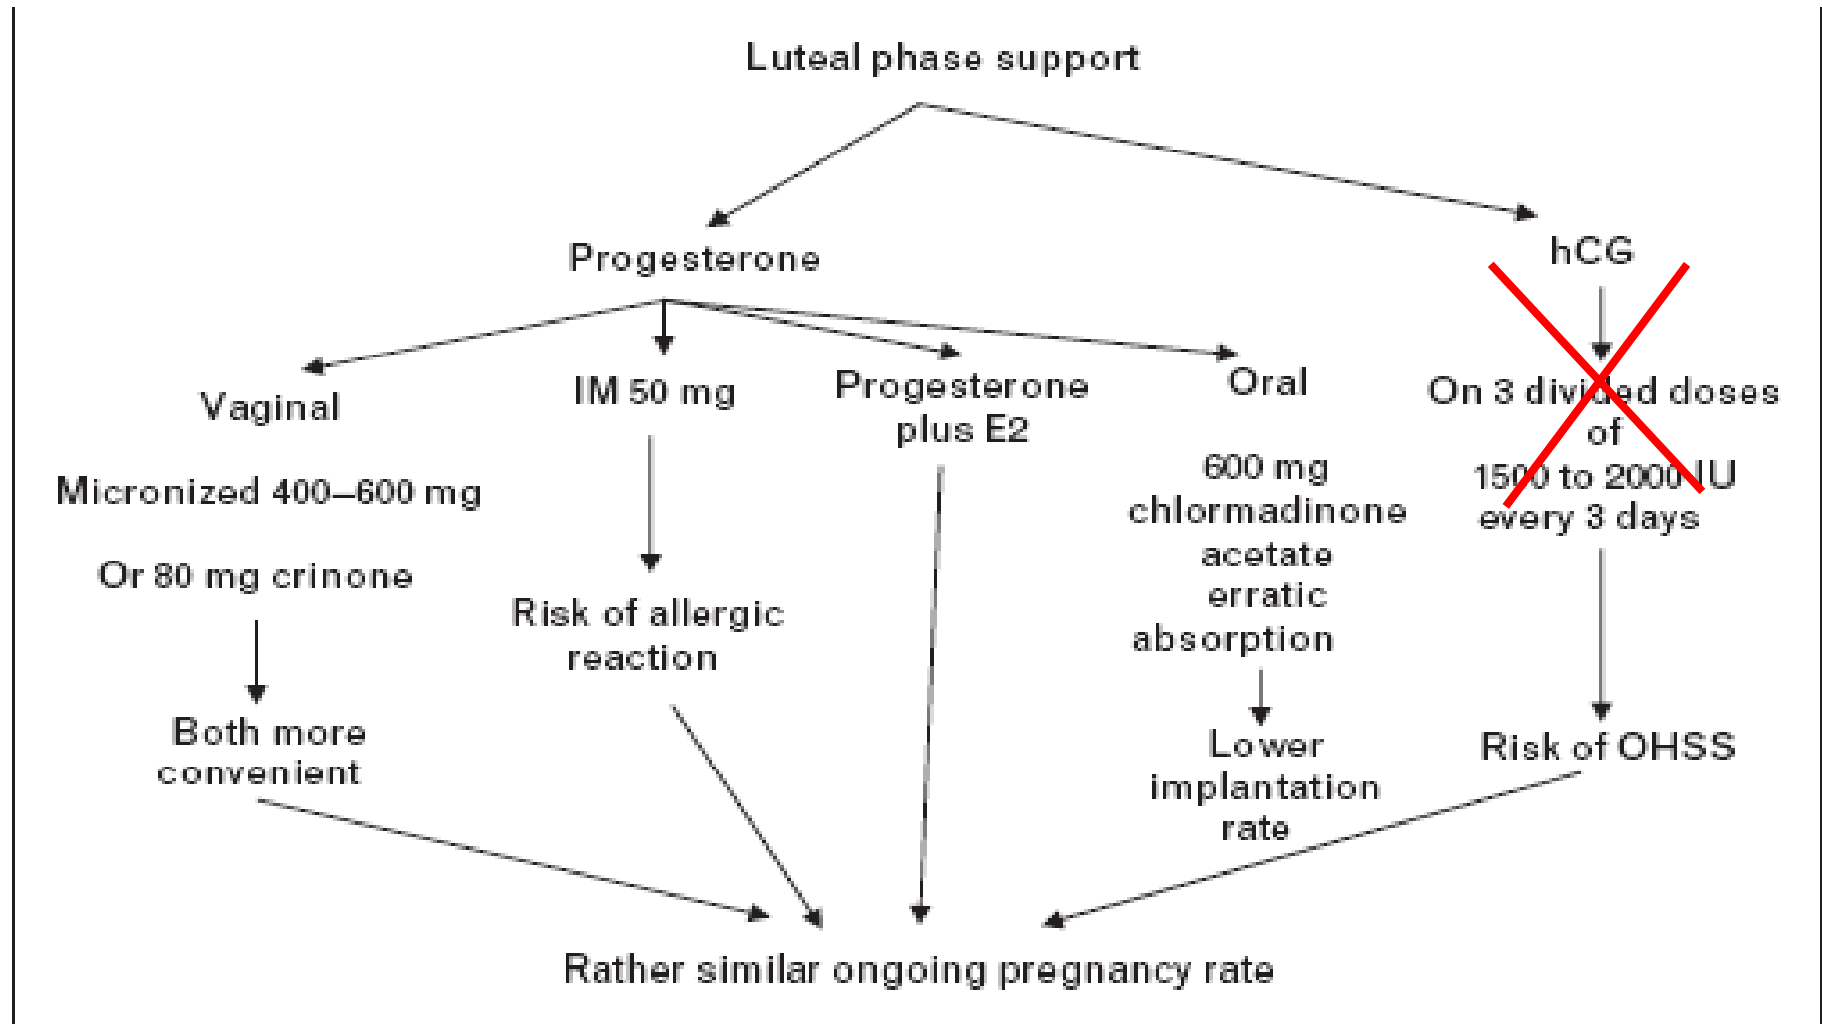 Luteal phase support
Progesterone
hCG
Vaginal
Micronized 400–600 mg
Or 80 mg crinone
Both more
convenient
IM 50 mg
Risk of allergic
reaction
Progesterone
plus E2
Oral
600 mg
chlormadinone
acetate
erratic
absorption
Lower
implantation
rate
On 3 divided doses
of
1500 to 2000 IU
every 3 days
Risk of OHSS
Rather similar ongoing pregnancy rate